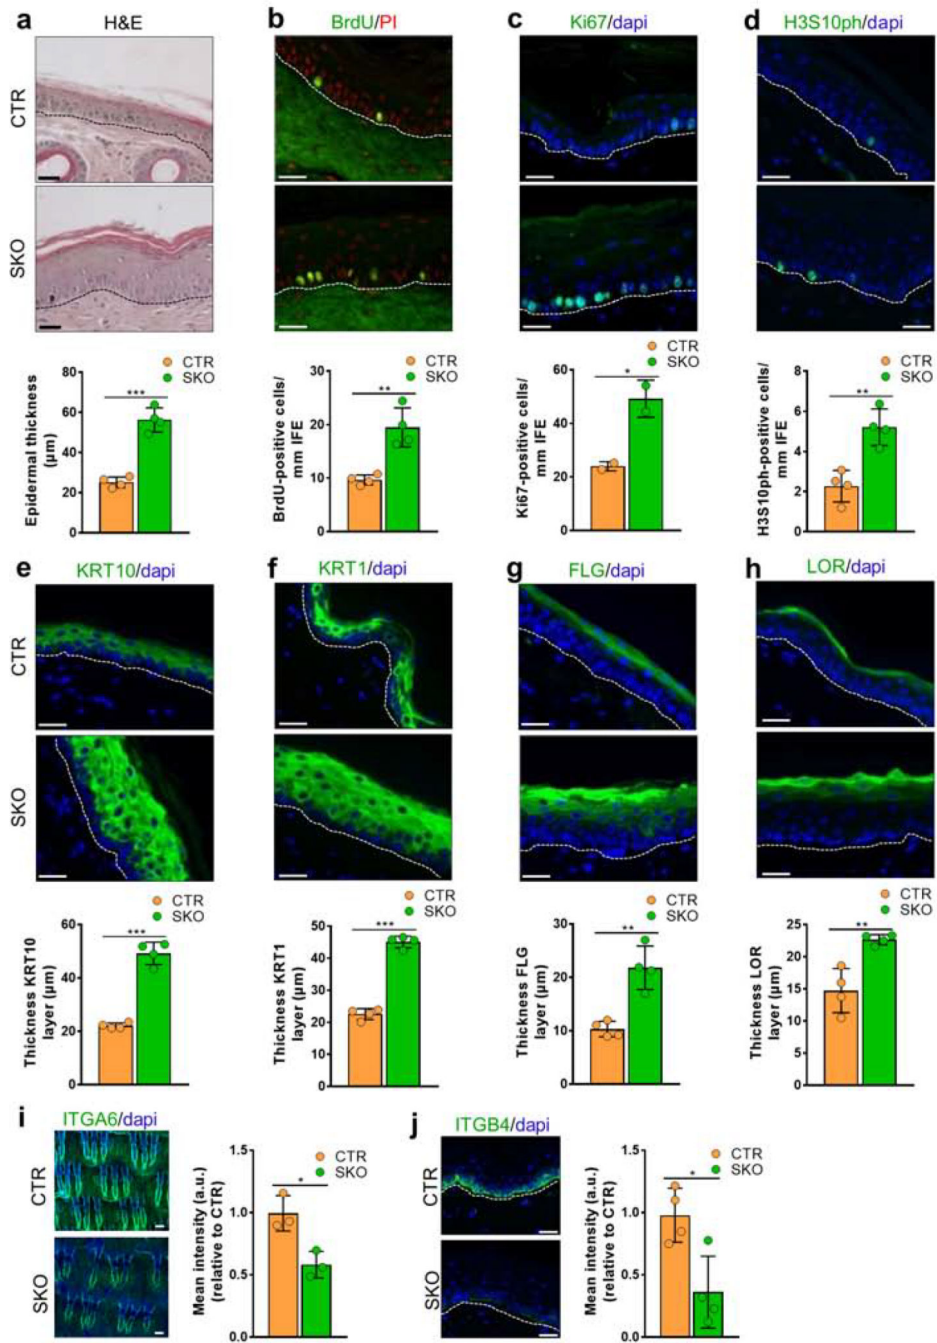 a H&E
b BrdU/PI
c Ki67/dapi
d H3S10ph/dapi
CTR
SKO
CTR
SKO
***
Epidermal thickness
(µm)
80
60
40
20
0
CTR
SKO
**
BrdU-positive cells/
mm IFE
30
20
10
0
CTR
SKO
*
Ki67-positive cells/
mm IFE
60
40
20
0
CTR
SKO
**
H3S10ph-positive cells/
mm IFE
8
6
4
2
0
e KRT10/dapi
f KRT1/dapi
g FLG/dapi
h LOR/dapi
CTR
SKO
CTR
SKO
***
Thickness KRT10
layer (µm)
60
40
20
0
CTR
SKO
***
Thickness KRT1
layer (µm)
50
40
30
20
10
0
CTR
SKO
**
Thickness FLG
layer (µm)
30
20
10
0
CTR
SKO
**
Thickness LOR
layer (µm)
25
20
15
10
5
0
i ITGA6/dapi
CTR
SKO
CTR
SKO
*
Mean intensity (a.u.)
(relative to CTR)
1.5
1.0
0.5
0.0
j ITGB4/dapi
CTR
SKO
CTR
SKO
*
Mean intensity (a.u.)
(relative to CTR)
1.5
1.0
0.5
0.0